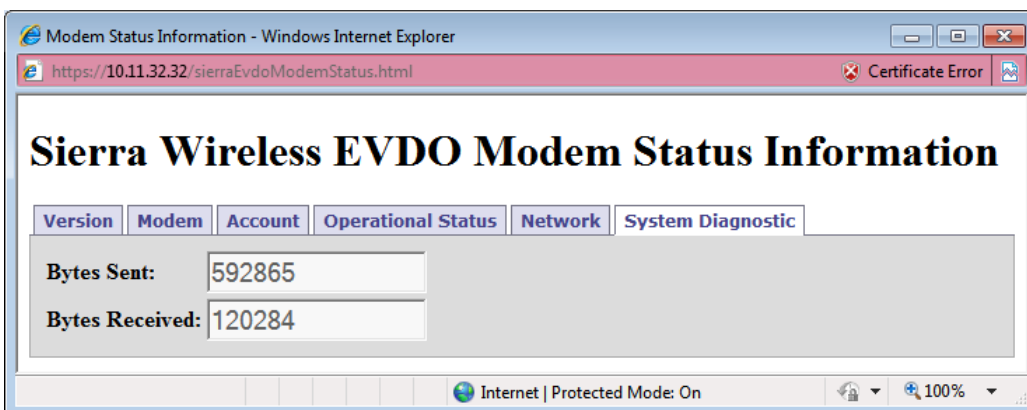 Modem Status Information - Windows Internet Explorer
https://10.11.32.32/sierraEvdoModemStatus.html Certificate Error
Sierra Wireless EVDO Modem Status Information
Version Modem Account Operational Status Network System Diagnostic
Bytes Sent: 592865
Bytes Received: 120284
Internet | Protected Mode: On 100%